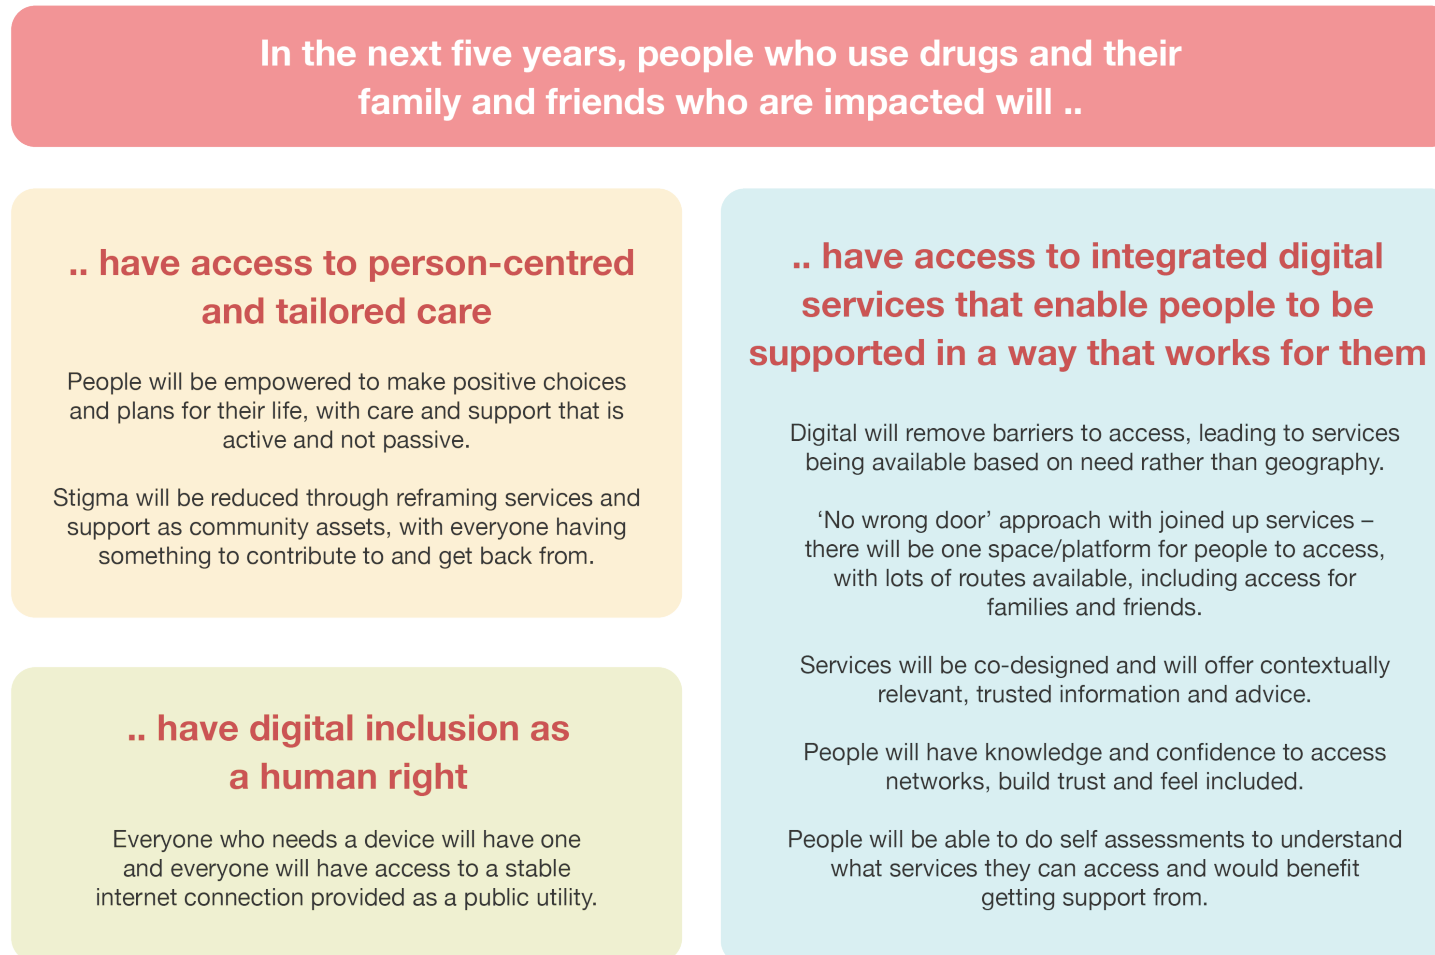 In the next five years, people who use drugs and their
family and friends who are impacted will ..
.. have access to person-centred
and tailored care
People will be empowered to make positive choices
and plans for their life, with care and support that is
active and not passive.
Stigma will be reduced through reframing services and
support as community assets, with everyone having
something to contribute to and get back from.
.. have digital inclusion as
a human right
Everyone who needs a device will have one
and everyone will have access to a stable
internet connection provided as a public utility.
.. have access to integrated digital
services that enable people to be
supported in a way that works for them
Digital will remove barriers to access, leading to services
being available based on need rather than geography.
‘No wrong door’ approach with joined up services –
there will be one space/platform for people to access,
with lots of routes available, including access for
families and friends.
Services will be co-designed and will offer contextually
relevant, trusted information and advice.
People will have knowledge and confidence to access
networks, build trust and feel included.
People will be able to do self assessments to understand
what services they can access and would benefit
getting support from.